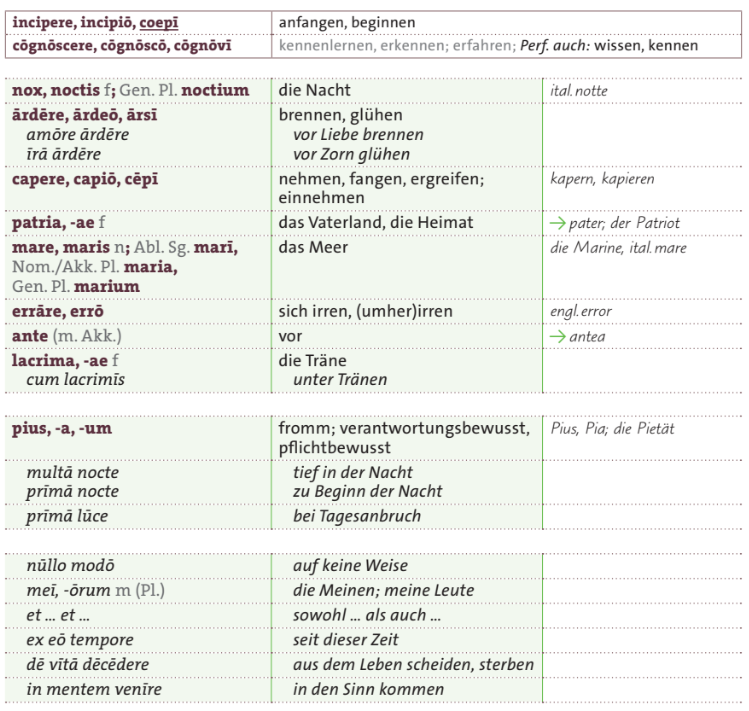 incipere, incipiō, coepī anfangen, beginnen
cōgnōscere, cōgnōscō, cōgnōvī kennenlernen, erkennen; erfahren; Perf. auch: wissen, kennen
nox, noctis f; Gen. Pl. noctium die Nacht ital. notte
ārdēre, ārdeō, ārsī brennen, glühen
amōre ārdēre vor Liebe brennen
īrā ārdēre vor Zorn glühen
capere, capiō, cēpī nehmen, fangen, ergreifen; kapern, kapieren
einnehmen
patria, -ae f das Vaterland, die Heimat → pater; der Patriot
mare, maris n; Abl. Sg. marī, das Meer die Marine, ital. mare
Nom./Akk. Pl. maria,
Gen. Pl. marium
errāre, errō sich irren, (umher)irren engl. error
ante (m. Akk.) vor → antea
lacrima, -ae f die Träne
cum lacrimīs unter Tränen
pius, -a, -um fromm; verantwortungsbewusst, Pius, Pia; die Pietät
pflichtbewusst
multā nocte tief in der Nacht
prīmā nocte zu Beginn der Nacht
prīmā lūce bei Tagesanbruch
nūllo modō auf keine Weise
meī, -ōrum m (Pl.) die Meinen; meine Leute
et ... et ... sowohl ... als auch ...
ex eō tempore seit dieser Zeit
dē vītā dēcēdere aus dem Leben scheiden, sterben
in mentem venīre in den Sinn kommen